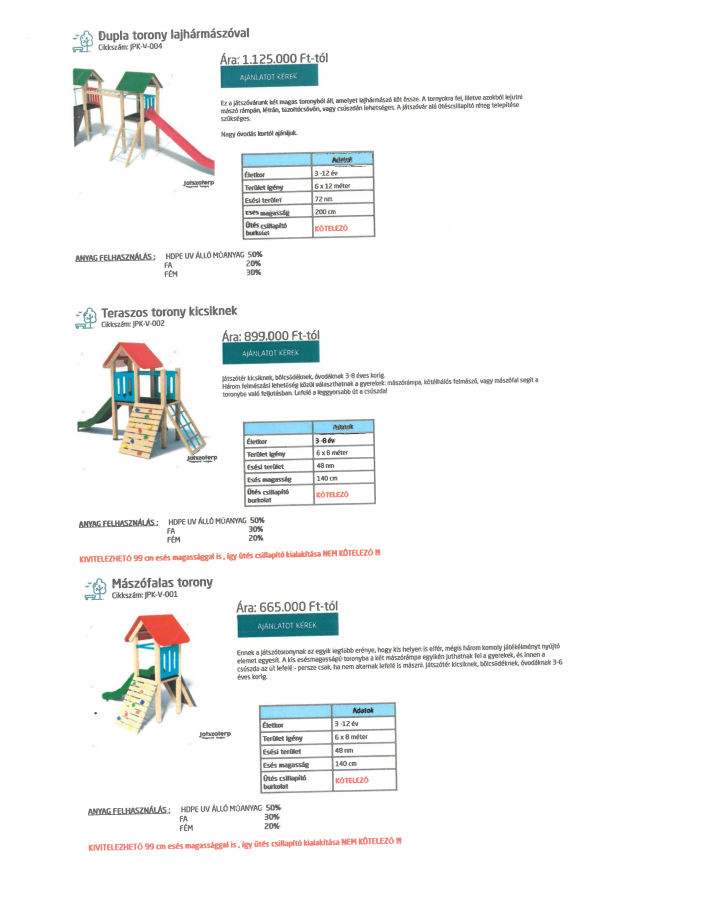 Dupla torony lajhármászóval
Cikkszám: JPK-V-004
Ára: 1.125.000 Ft-tól
AJÁNLATOT KÉREK
Ez a játszóvárunk két magas toronyból áll, amelyet lajhármászó köt össze. A tornyokra fel, illetve azokból lejutni
mászó rámpán, létrán, tűzoltócsövön, vagy csúszdán lehetséges. A játszóvár alá ütéscsillapító réteg telepítése
szükséges.
Nagy óvodás kortól ajánljuk.
Játszóterp
Adatok
Életkor 3 -12 év
Terület igény 6 x 12 méter
Esési terület 72 nm
Esés magasság 200 cm
Ütés csillapító KÖTELEZŐ
burkolat
ANYAG FELHASZNÁLÁS : HDPE UV ÁLLÓ MŰANYAG 50%
FA 20%
FÉM 30%
Teraszos torony kicsiknek
Cikkszám: JPK-V-002
Ára: 899.000 Ft-tól
AJÁNLATOT KÉREK
Játszótér kicsiknek, bölcsődéknek, óvodáknak 3-8 éves korig.
Három felmászási lehetőség közül választhatnak a gyerekek: mászórámpa, kötélhálós felmászó, vagy mászófal segít a
toronyba való feljutásban. Lefelé a leggyorsabb út a csúszda!
Játszóterp
Adatok
Életkor 3 -8 év
Terület igény 6 x 8 méter
Esési terület 48 nm
Esés magasság 140 cm
Ütés csillapító KÖTELEZŐ
burkolat
ANYAG FELHASZNÁLÁS : HDPE UV ÁLLÓ MŰANYAG 50%
FA 30%
FÉM 20%
KIVITELEZHETŐ 99 cm esés magassággal is , így ütés csillapító kialakítása NEM KÖTELEZŐ !!!
Mászófalas torony
Cikkszám: JPK-V-001
Ára: 665.000 Ft-tól
AJÁNLATOT KÉREK
Ennek a játszótoronynak az egyik legfőbb erénye, hogy kis helyen is elfér, mégis három komoly játékélményt nyújtó
elemet egyesít. A kis esésmagasságú toronyba a két mászórámpa egyikén juthatnak fel a gyerekek, és innen a
csúszda az út lefelé - persze csak, ha nem akarnak lefelé is mászni. Játszótér kicsiknek, bölcsődéknek, óvodáknak 3-6
éves korig.
Játszóterp
Adatok
Életkor 3 -12 év
Terület igény 6 x 8 méter
Esési terület 48 nm
Esés magasság 140 cm
Ütés csillapító KÖTELEZŐ
burkolat
ANYAG FELHASZNÁLÁS : HDPE UV ÁLLÓ MŰANYAG 50%
FA 30%
FÉM 20%
KIVITELEZHETŐ 99 cm esés magassággal is , így ütés csillapító kialakítása NEM KÖTELEZŐ !!!